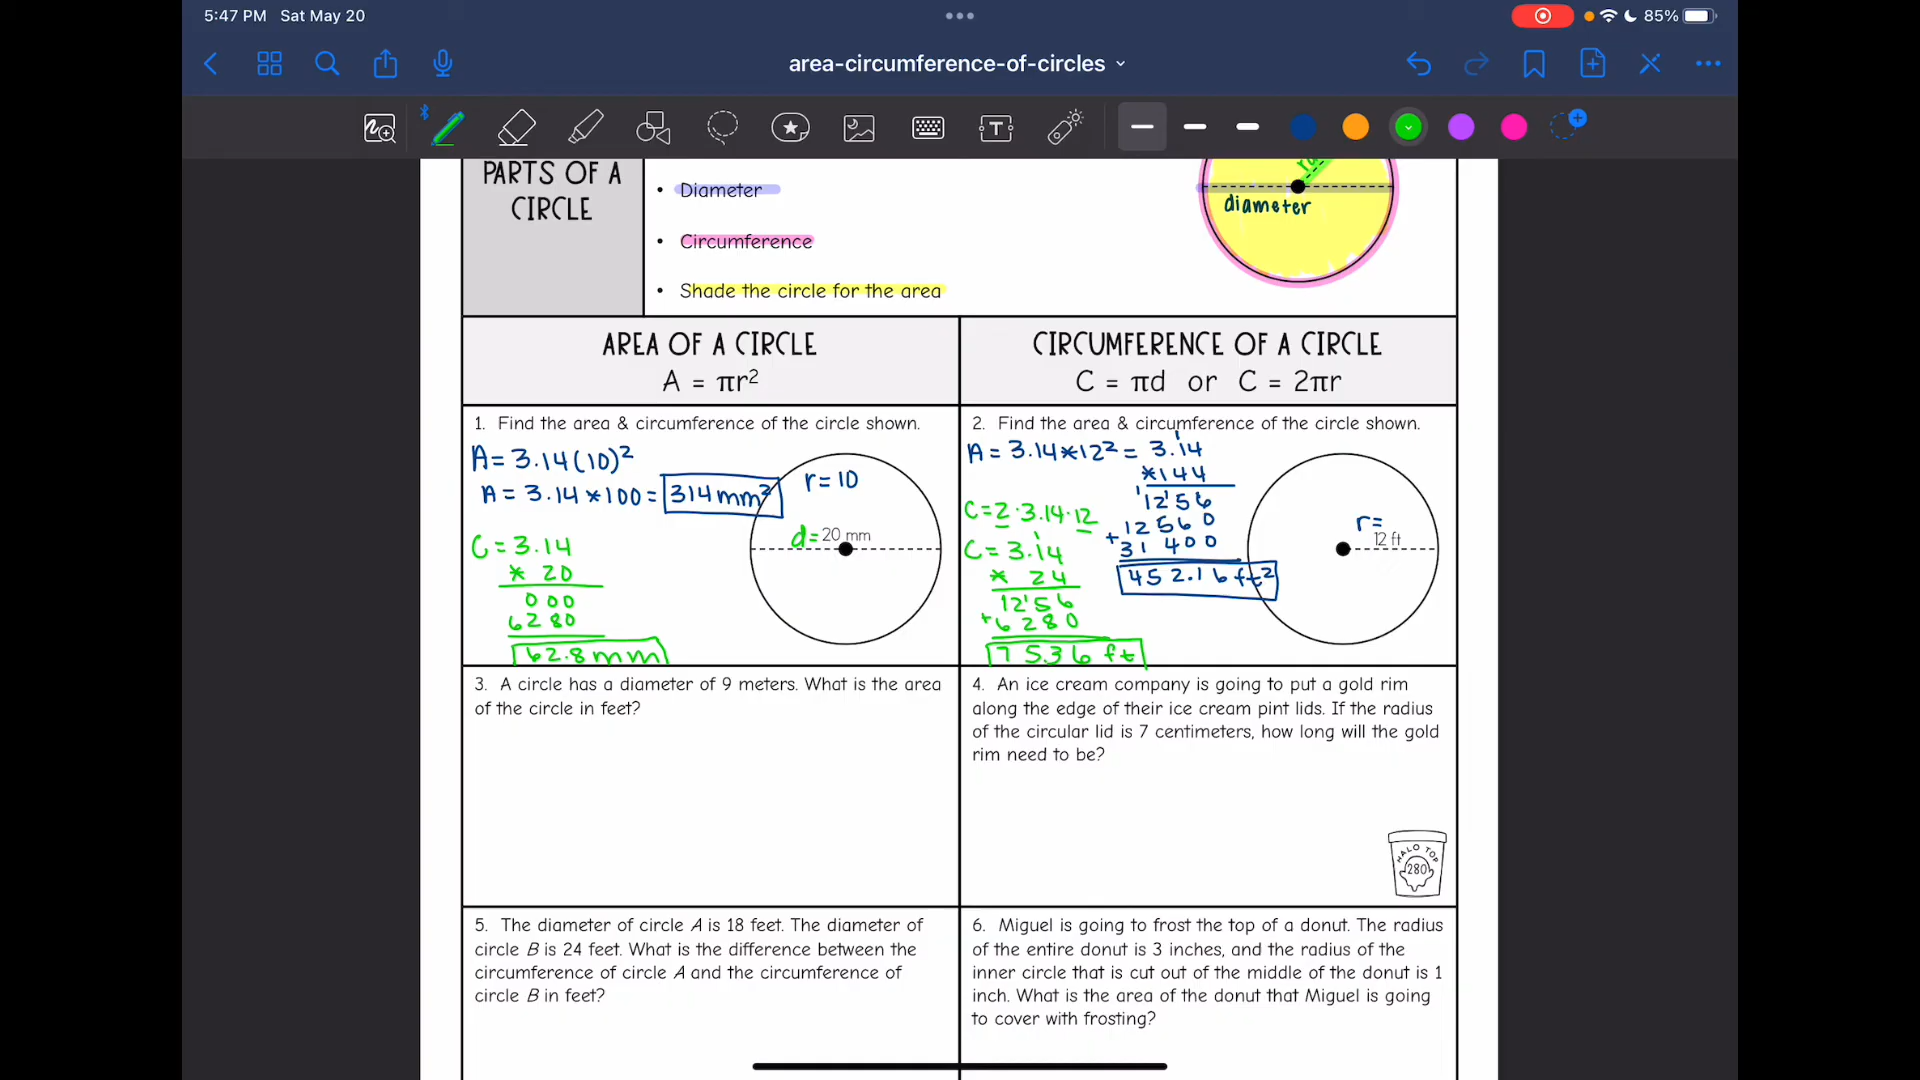 5:47 PM Sat May 20
85%
area-circumference-of-circles
PARTS OF A
CIRCLE
• Diameter
• Circumference
• Shade the circle for the area
diameter
AREA OF A CIRCLE
A = πr²
CIRCUMFERENCE OF A CIRCLE
C = πd or C = 2πr
1. Find the area & circumference of the circle shown.
A = 3.14(10)²
A = 3.14 * 100 = 314 mm²
r = 10
d = 20 mm
C = 3.14
* 20
000
6280
62.8 mm
2. Find the area & circumference of the circle shown.
A = 3.14 * 12² = 3.14
* 144
1256
12560
+ 31400
452.16 ft²
C = 2 · 3.14 · 12
C = 3.14
* 24
1256
+ 6280
75.36 ft
r =
12 ft
3. A circle has a diameter of 9 meters. What is the area
of the circle in feet?
4. An ice cream company is going to put a gold rim
along the edge of their ice cream pint lids. If the radius
of the circular lid is 7 centimeters, how long will the gold
rim need to be?
HALO TOP
280
5. The diameter of circle A is 18 feet. The diameter of
circle B is 24 feet. What is the difference between the
circumference of circle A and the circumference of
circle B in feet?
6. Miguel is going to frost the top of a donut. The radius
of the entire donut is 3 inches, and the radius of the
inner circle that is cut out of the middle of the donut is 1
inch. What is the area of the donut that Miguel is going
to cover with frosting?